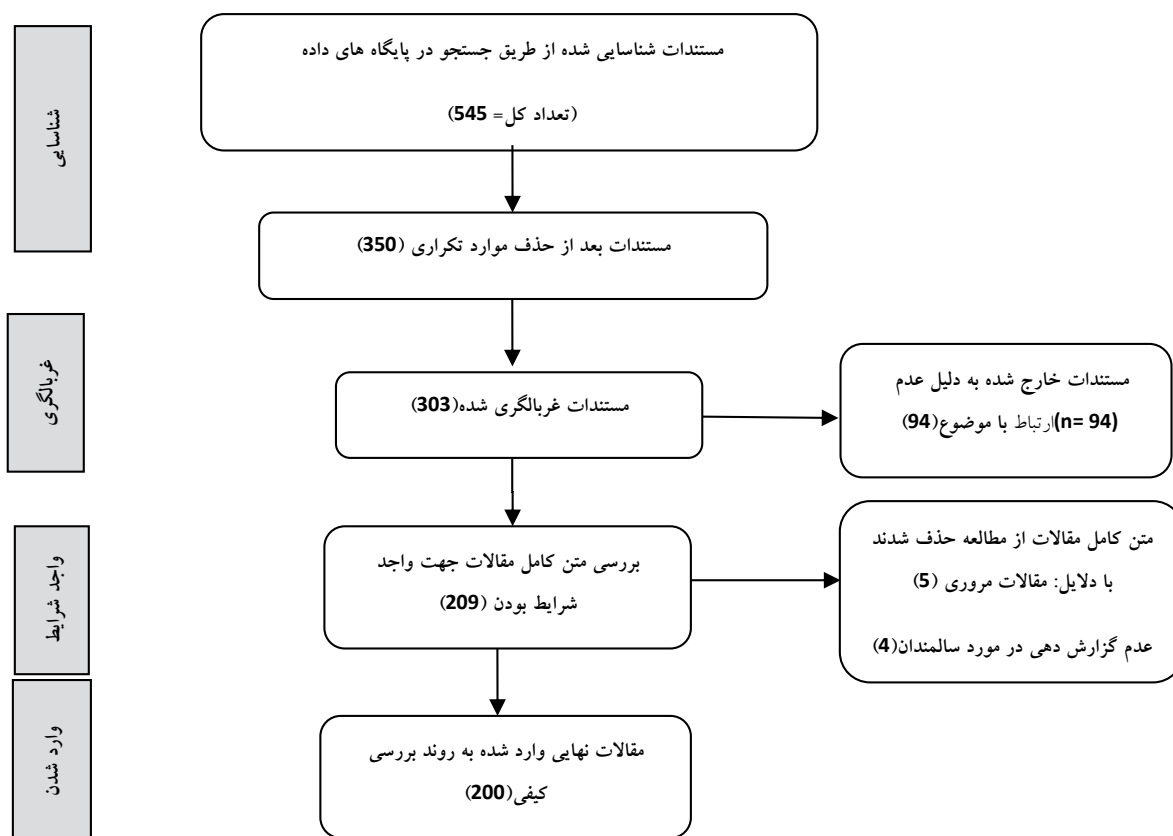 شناسایی
مستندات شناسایی شده از طریق جستجو در پایگاه های داده
(تعداد کل= 545)
مستندات بعد از حذف موارد تکراری (350)
غربالگری
مستندات غربالگری شده(303)
مستندات خارج شده به دلیل عدم
ارتباط با موضوع(94)(n= 94)
واجد شرایط
بررسی متن کامل مقالات جهت واجد
شرایط بودن (209)
متن کامل مقالات از مطالعه حذف شدند
با دلایل: مقالات مروری (5)
عدم گزارش دهی در مورد سالمندان(4)
وارد شدن
مقالات نهایی وارد شده به روند بررسی
کیفی(200)